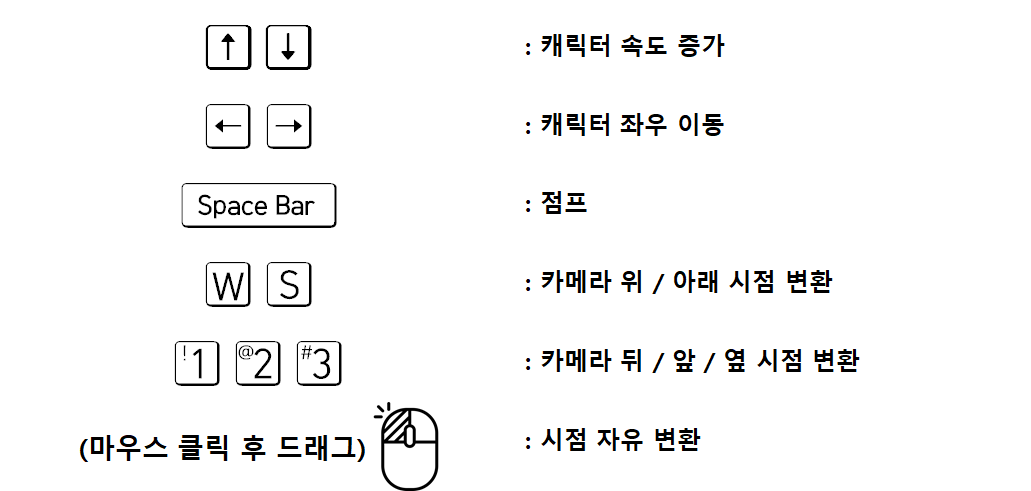 ↑ ↓ : 캐릭터 속도 증가
← → : 캐릭터 좌우 이동
Space Bar : 점프
W S : 카메라 위 / 아래 시점 변환
!1 @2 #3 : 카메라 뒤 / 앞 / 옆 시점 변환
(마우스 클릭 후 드래그) : 시점 자유 변환